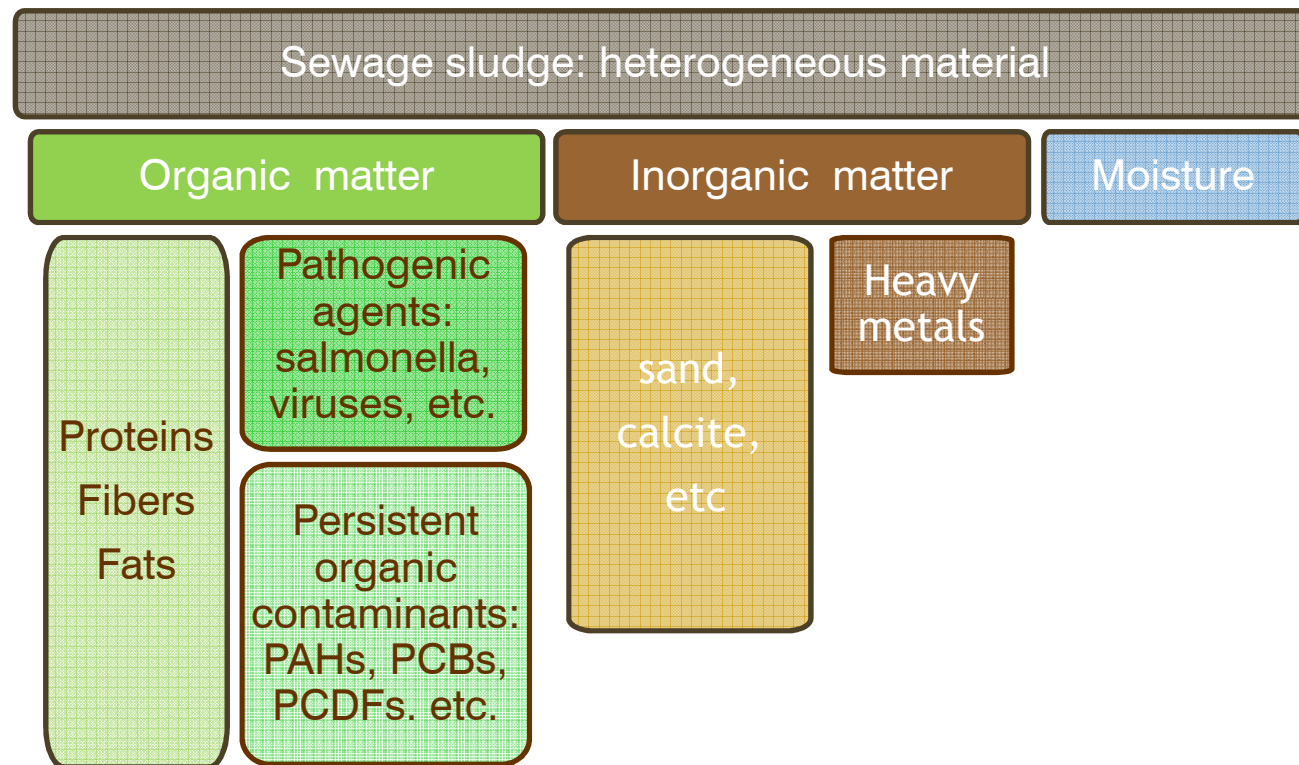 Sewage sludge: heterogeneous material
Organic matter
Inorganic matter
Moisture
Proteins
Fibers
Fats
Pathogenic
agents:
salmonella,
viruses, etc.
Persistent
organic
contaminants:
PAHs, PCBs,
PCDFs. etc.
sand,
calcite,
etc
Heavy
metals